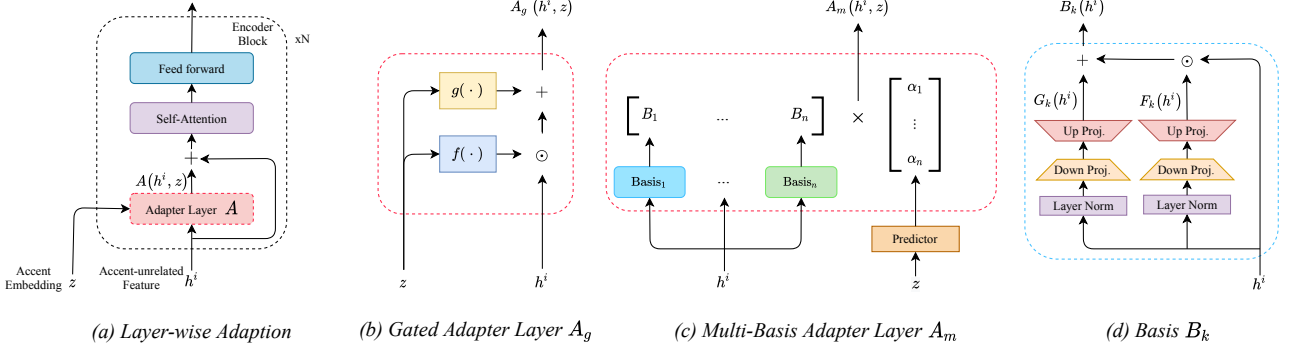 Encoder
Block
xN
Feed forward
Self-Attention
+
A(h^i, z)
Adapter Layer A
Accent
Embedding z
Accent-unrelated
Feature h^i
(a) Layer-wise Adaption
A_g (h^i, z)
g( · )
+
f( · )
⊙
z
h^i
(b) Gated Adapter Layer A_g
A_m (h^i, z)
[ B_1 ... B_n ] × [ α_1 ⋮ α_n ]
Basis_1 ... Basis_n
Predictor
h^i
z
(c) Multi-Basis Adapter Layer A_m
B_k(h^i)
+ ⊙
G_k(h^i) F_k(h^i)
Up Proj. Up Proj.
Down Proj. Down Proj.
Layer Norm Layer Norm
h^i
(d) Basis B_k